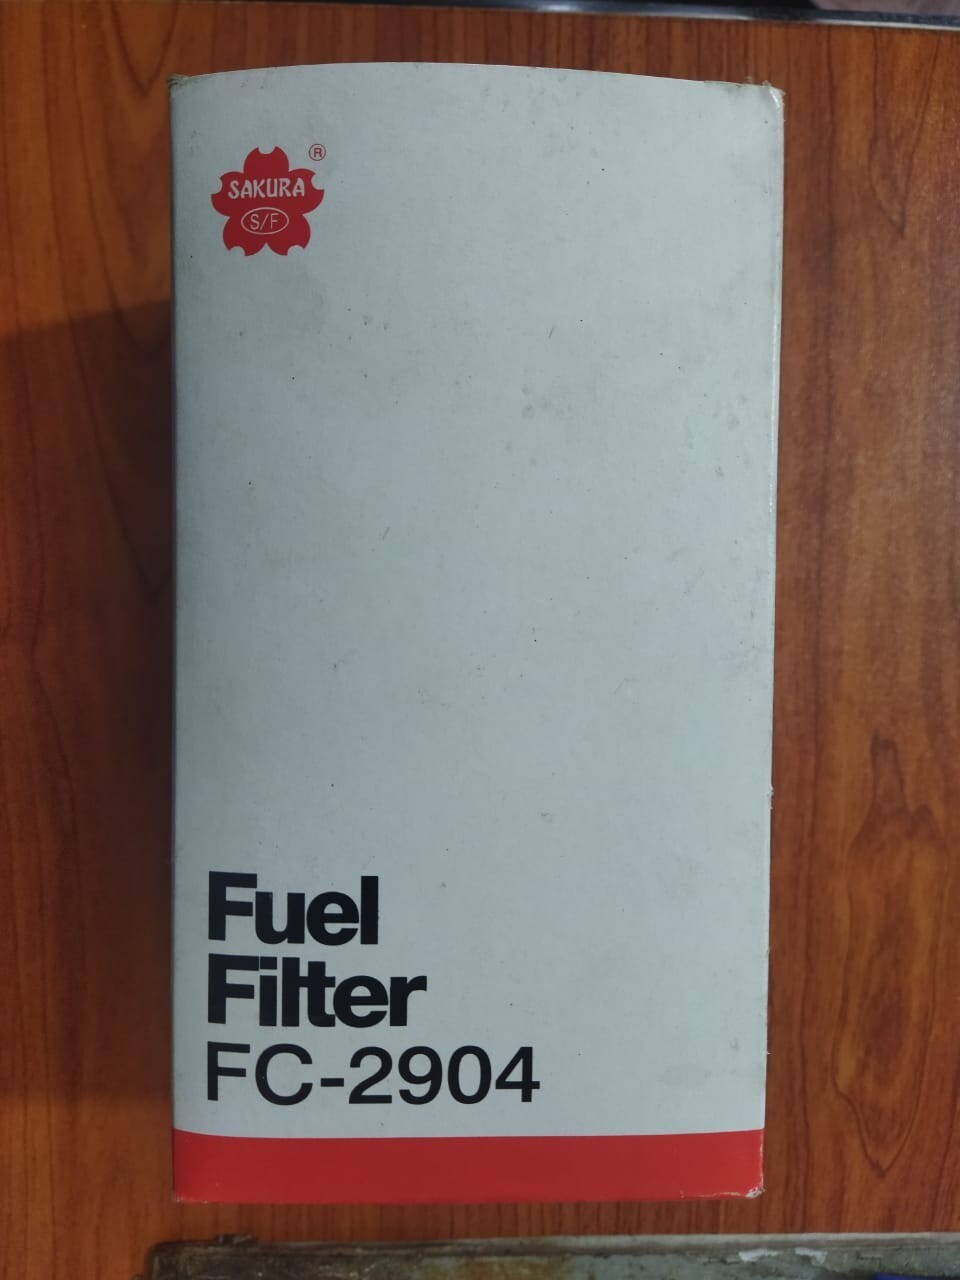 ®
SAKURA
S/F
Fuel
Filter
FC-2904